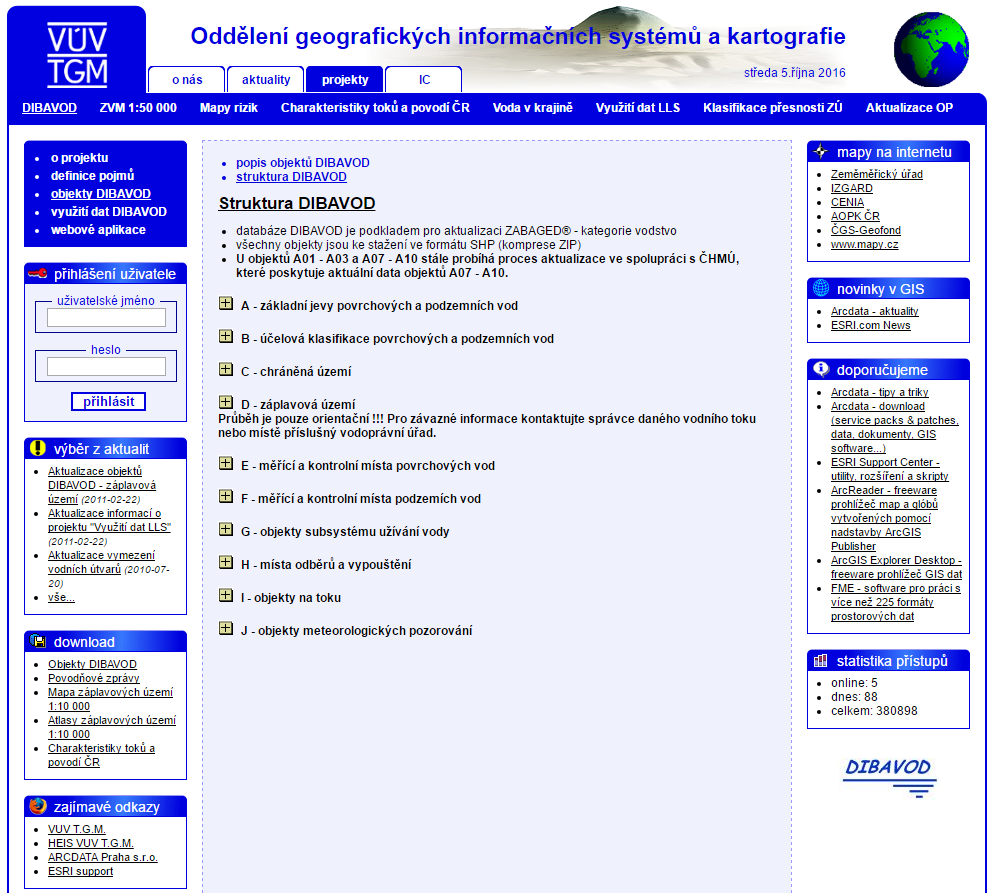 VÚV
TGM
Oddělení geografických informačních systémů a kartografie
o nás
aktuality
projekty
IC
středa 5.října 2016
DIBAVOD
ZVM 1:50 000
Mapy rizik
Charakteristiky toků a povodí ČR
Voda v krajině
Využití dat LLS
Klasifikace přesnosti ZÚ
Aktualizace OP
o projektu
definice pojmů
objekty DIBAVOD
využití dat DIBAVOD
webové aplikace
přihlášení uživatele
uživatelské jméno
heslo
přihlásit
výběr z aktualit
Aktualizace objektů
DIBAVOD - záplavová
území (2011-02-22)
Aktualizace informací o
projektu "Využití dat LLS"
(2011-02-22)
Aktualizace vymezení
vodních útvarů (2010-07-
20)
vše...
download
Objekty DIBAVOD
Povodňové zprávy
Mapa záplavových území
1:10 000
Atlasy záplavových území
1:10 000
Charakteristiky toků a
povodí ČR
zajímavé odkazy
VUV T.G.M.
HEIS VUV T.G.M.
ARCDATA Praha s.r.o.
ESRI support
popis objektů DIBAVOD
struktura DIBAVOD
Struktura DIBAVOD
databáze DIBAVOD je podkladem pro aktualizaci ZABAGED® - kategorie vodstvo
všechny objekty jsou ke stažení ve formátu SHP (komprese ZIP)
U objektů A01 - A03 a A07 - A10 stále probíhá proces aktualizace ve spolupráci s ČHMÚ,
které poskytuje aktuální data objektů A07 - A10.
A - základní jevy povrchových a podzemních vod
B - účelová klasifikace povrchových a podzemních vod
C - chráněná území
D - záplavová území
Průběh je pouze orientační !!! Pro závazné informace kontaktujte správce daného vodního toku
nebo místě příslušný vodoprávní úřad.
E - měřící a kontrolní místa povrchových vod
F - měřící a kontrolní místa podzemích vod
G - objekty subsystému užívání vody
H - místa odběrů a vypouštění
I - objekty na toku
J - objekty meteorologických pozorování
mapy na internetu
Zeměměřický úřad
IZGARD
CENIA
AOPK ČR
ČGS-Geofond
www.mapy.cz
novinky v GIS
Arcdata - aktuality
ESRI.com News
doporučujeme
Arcdata - tipy a triky
Arcdata - download
(service packs & patches,
data, dokumenty, GIS
software...)
ESRI Support Center -
utility, rozšíření a skripty
ArcReader - freeware
prohlížeč map a glóbů
vytvořených pomocí
nadstavby ArcGIS
Publisher
ArcGIS Explorer Desktop -
freeware prohlížeč GIS dat
FME - software pro práci s
více než 225 formáty
prostorových dat
statistika přístupů
online: 5
dnes: 88
celkem: 380898
DIBAVOD